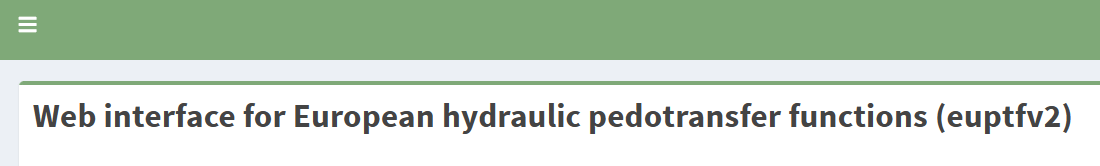 Web interface for European hydraulic pedotransfer functions (euptfv2)